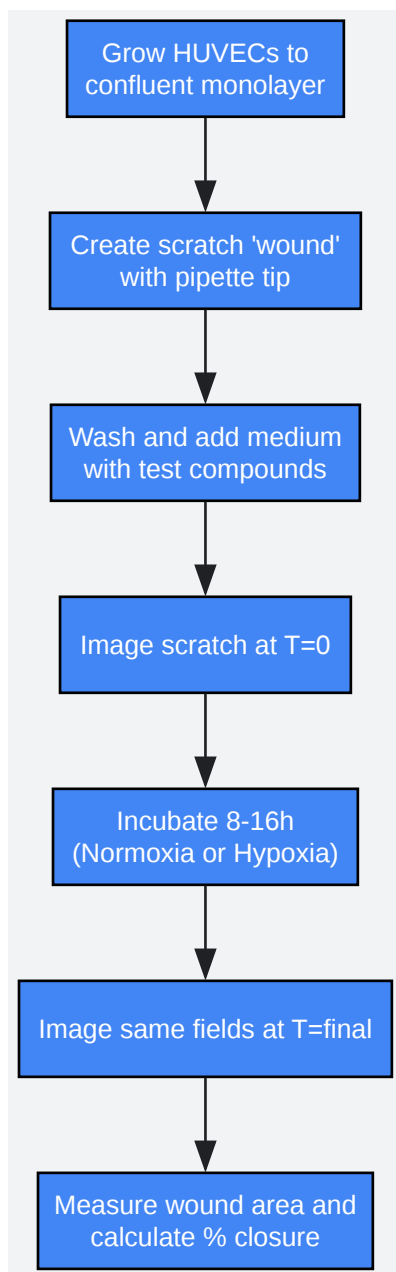 Grow HUVECs to
confluent monolayer
Create scratch 'wound'
with pipette tip
Wash and add medium
with test compounds
Image scratch at T=0
Incubate 8-16h
(Normoxia or Hypoxia)
Image same fields at T=final
Measure wound area and
calculate % closure